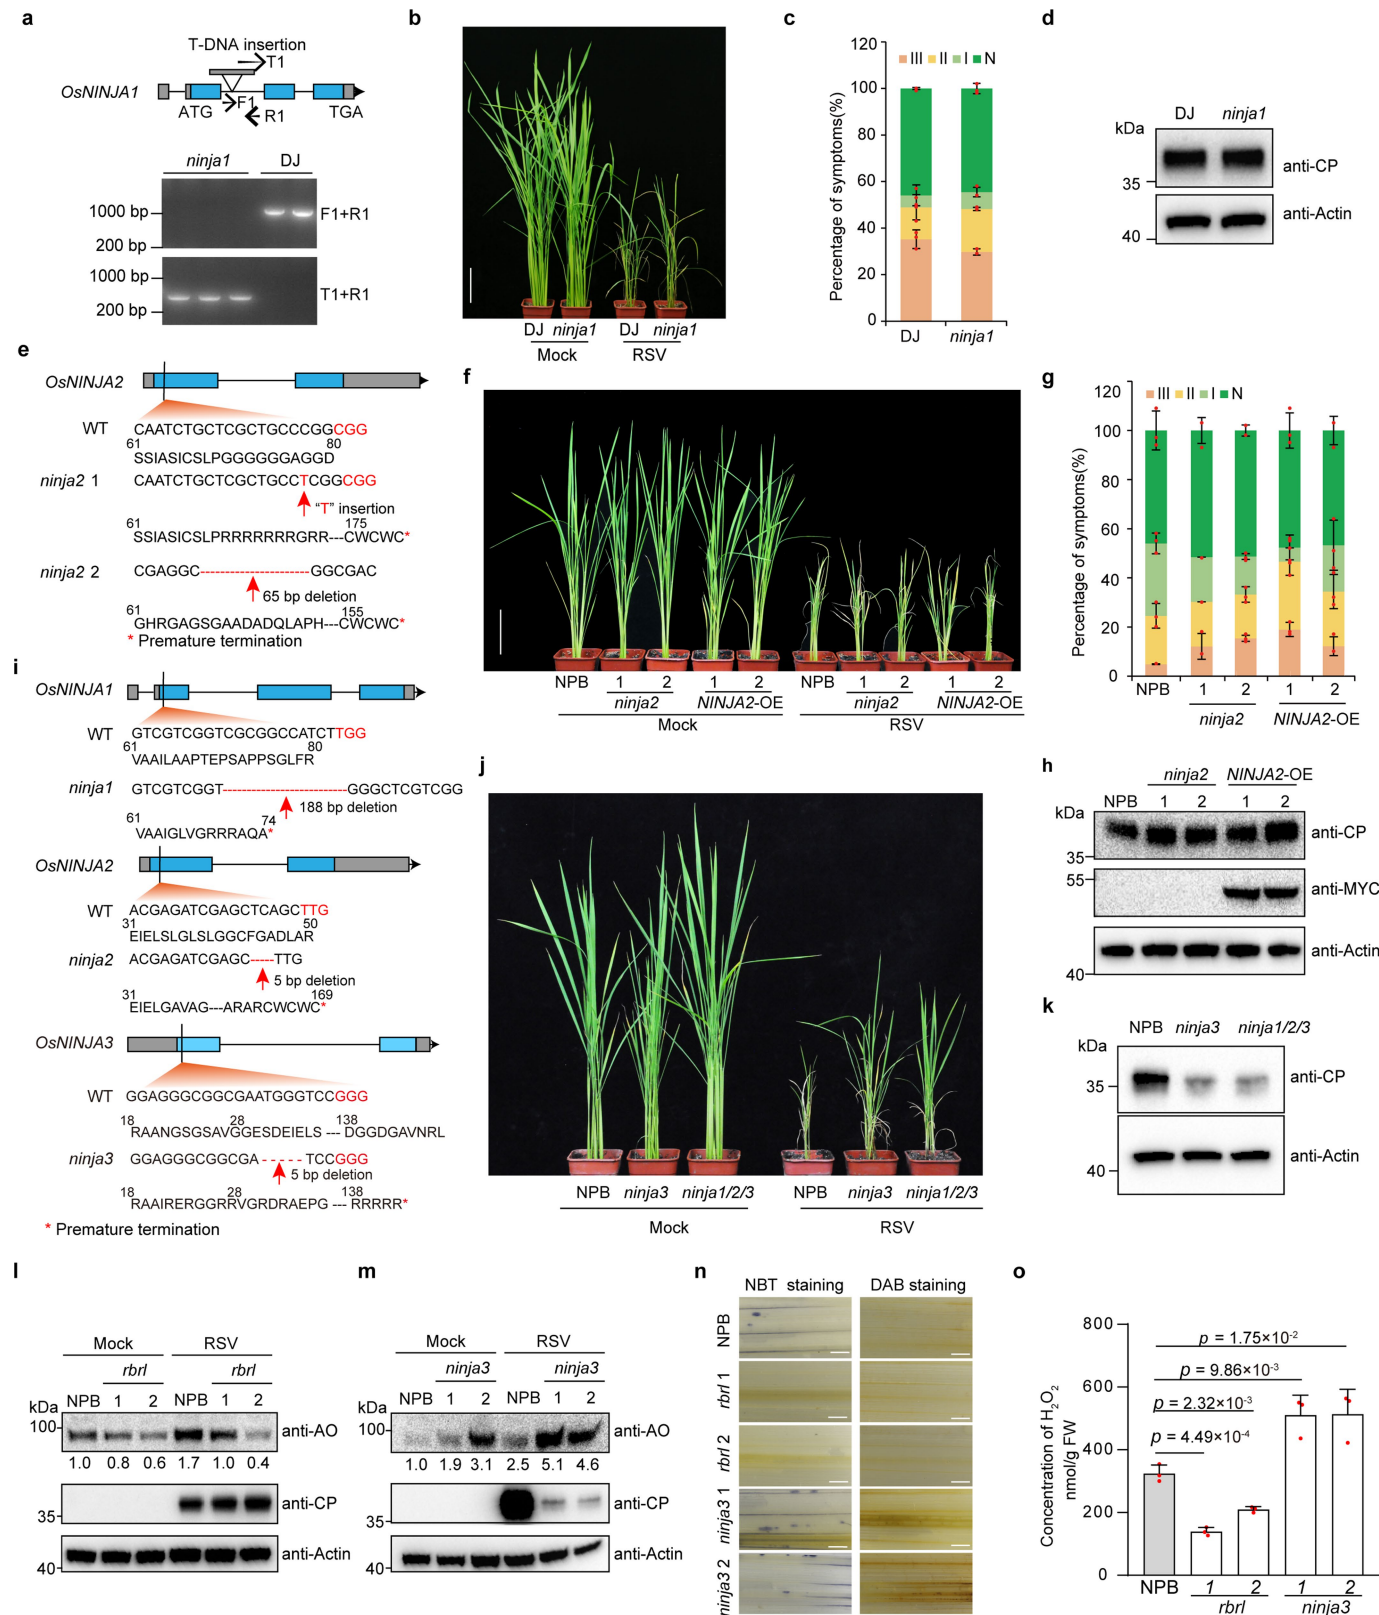 a
T-DNA insertion
T1
OsNINJA1
ATG
F1
R1
TGA
ninja1 DJ
1000 bp
F1+R1
200 bp
1000 bp
T1+R1
200 bp
b
DJ ninja1 DJ ninja1
Mock RSV
c
Percentage of symptoms(%)
120
100
80
60
40
20
0
III II I N
DJ ninja1
d
DJ ninja1
kDa
anti-CP
35
anti-Actin
40
e
OsNINJA2
WT CAATCTGCTCGCTGCCCGGCGG
61 80
SSIASICSLPGGGGGGAGGD
ninja2 1 CAATCTGCTCGCTGCCTCGGCGG
“T” insertion
61 175
SSIASICSLPRRRRRRRGRR---CWCWC*
ninja2 2 CGAGGC--------------------GGCGAC
65 bp deletion
61 155
GHRGAGSGAADADQLAPH---CWCWC*
* Premature termination
f
NPB 1 2 1 2 NPB 1 2 1 2
ninja2 NINJA2-OE ninja2 NINJA2-OE
Mock RSV
g
Percentage of symptoms(%)
120
100
80
60
40
20
0
III II I N
NPB 1 2 1 2
ninja2 NINJA2-OE
h
ninja2 NINJA2-OE
NPB 1 2 1 2
kDa
anti-CP
35
55
anti-MYC
anti-Actin
40
i
OsNINJA1
WT GTCGTCGGTCGCGGCCATCTTGG
61 80
VAAILAAPTEPSAPPSGLFR
ninja1 GTCGTCGGT----------------------GGGCTCGTCGG
188 bp deletion
61 74
VAAIGLVGRRRAQA*
OsNINJA2
WT ACGAGATCGAGCTCAGCTTG
31 50
EIELSLGLSLGGCFGADLAR
ninja2 ACGAGATCGAGC-----TTG
5 bp deletion
31 169
EIELGAVAG---ARARCWCWC*
OsNINJA3
WT GGAGGGCGGCGAATGGGTCCGGG
18 28 138
RAANGSGSAVGGESDEIELS --- DGGDGAVNRL
ninja3 GGAGGGCGGCGA-----TCCGGG
5 bp deletion
18 28 138
RAAIRERGGRRVGRDRAEPG --- RRRRR*
* Premature termination
j
NPB ninja3 ninja1/2/3 NPB ninja3 ninja1/2/3
Mock RSV
k
NPB ninja3 ninja1/2/3
kDa
anti-CP
35
anti-Actin
40
l
Mock RSV
rbrl rbrl
NPB 1 2 NPB 1 2
kDa
100
anti-AO
1.0 0.8 0.6 1.7 1.0 0.4
anti-CP
35
anti-Actin
40
m
Mock RSV
ninja3 ninja3
NPB 1 2 NPB 1 2
kDa
100
anti-AO
1.0 1.9 3.1 2.5 5.1 4.6
anti-CP
35
anti-Actin
40
n
NBT staining DAB staining
NPB
rbrl 1
rbrl 2
ninja3 1
ninja3 2
o
Concentration of H2O2
nmol/g FW
800
600
400
200
0
p = 1.75×10⁻²
p = 9.86×10⁻³
p = 2.32×10⁻³
p = 4.49×10⁻⁴
NPB 1 2 1 2
rbrl ninja3